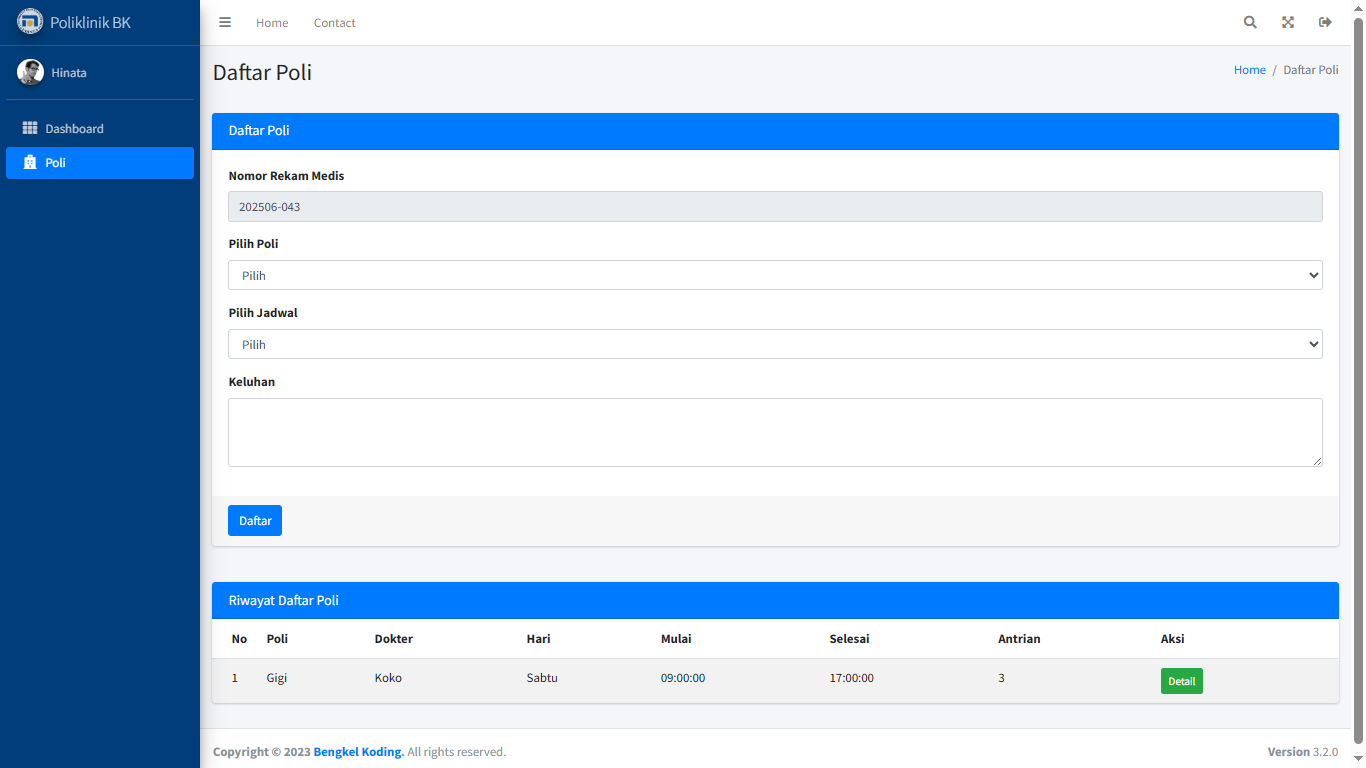 Poliklinik BK
Home Contact
Hinata
Dashboard
Poli
Daftar Poli
Home / Daftar Poli
Daftar Poli
Nomor Rekam Medis
202506-043
Pilih Poli
Pilih
Pilih Jadwal
Pilih
Keluhan
Daftar
Riwayat Daftar Poli
No Poli Dokter Hari Mulai Selesai Antrian Aksi
1 Gigi Koko Sabtu 09:00:00 17:00:00 3 Detail
Copyright © 2023 Bengkel Koding. All rights reserved.
Version 3.2.0